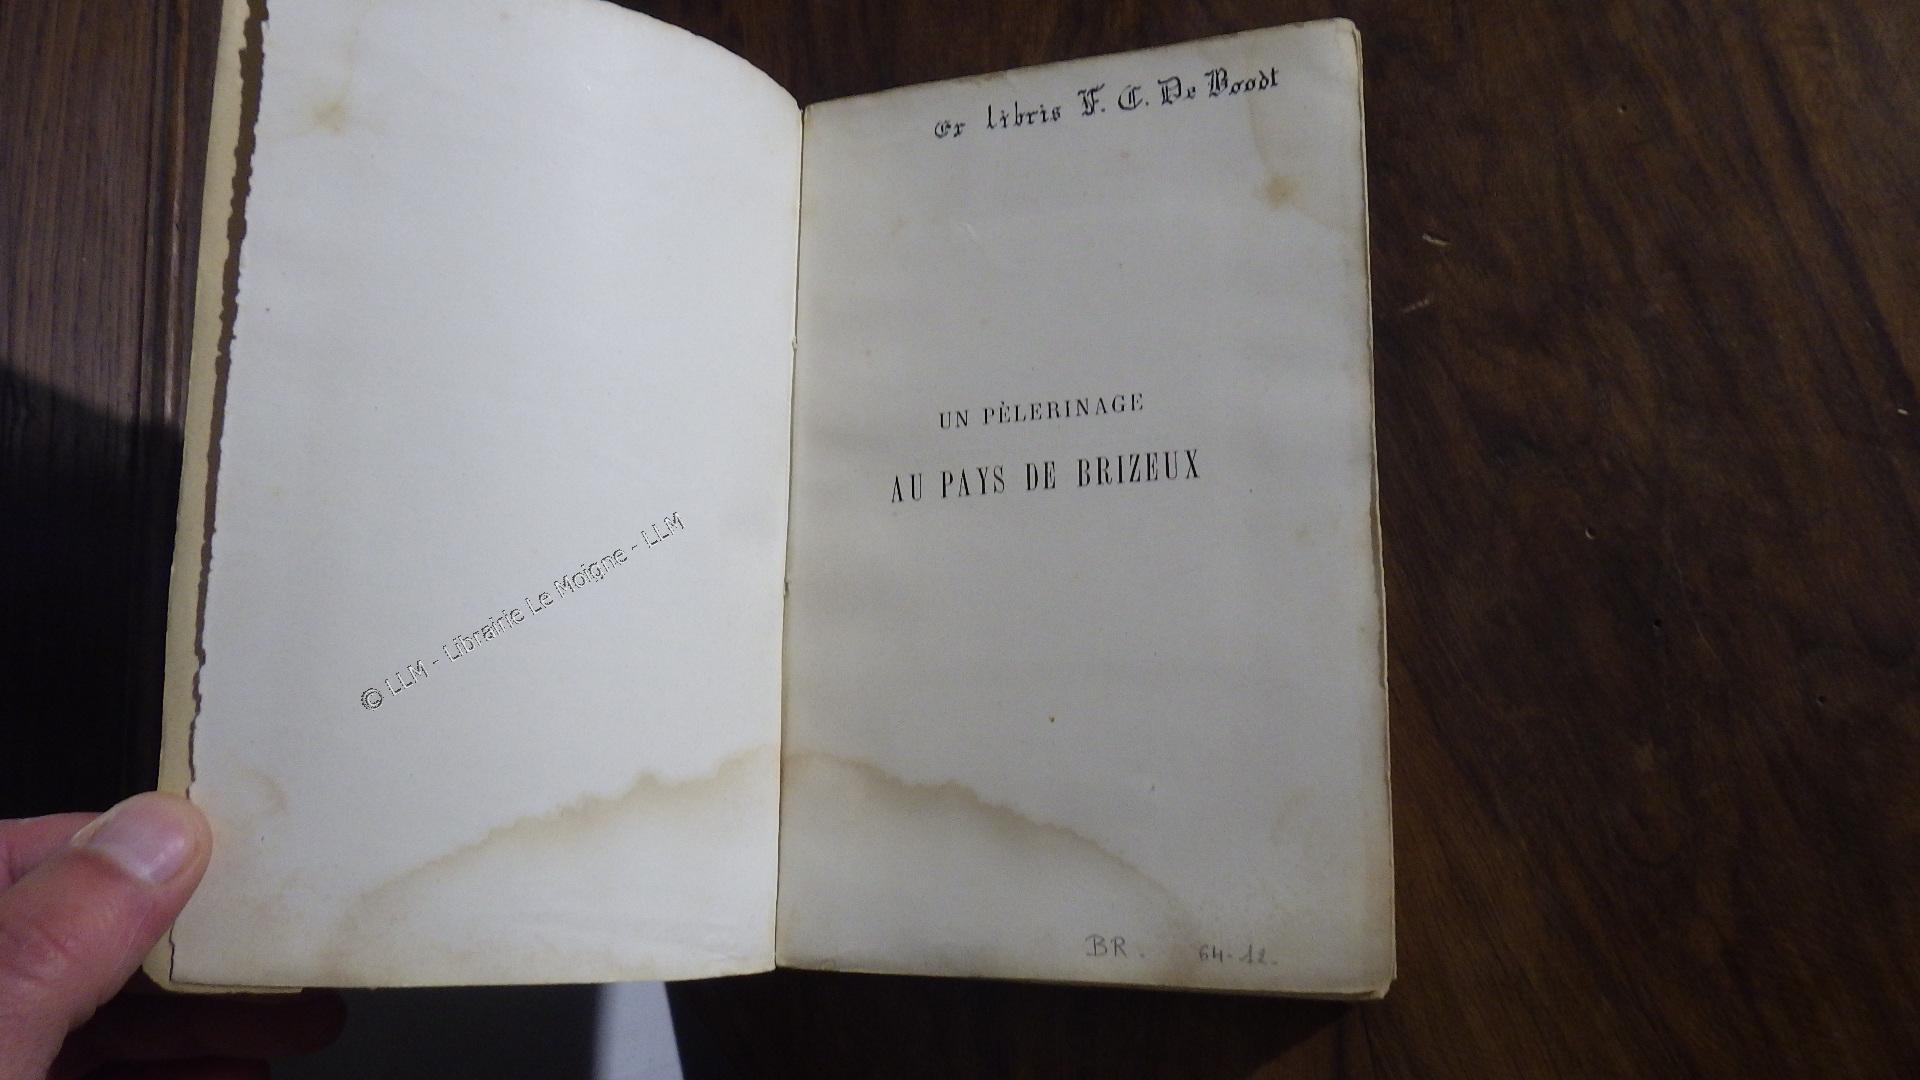 Ex libris F. C. De Boodt
UN PÈLERINAGE
AU PAYS DE BRIZEUX
© LLM - Librairie Le Moigne - LLM
BR. 64-12-